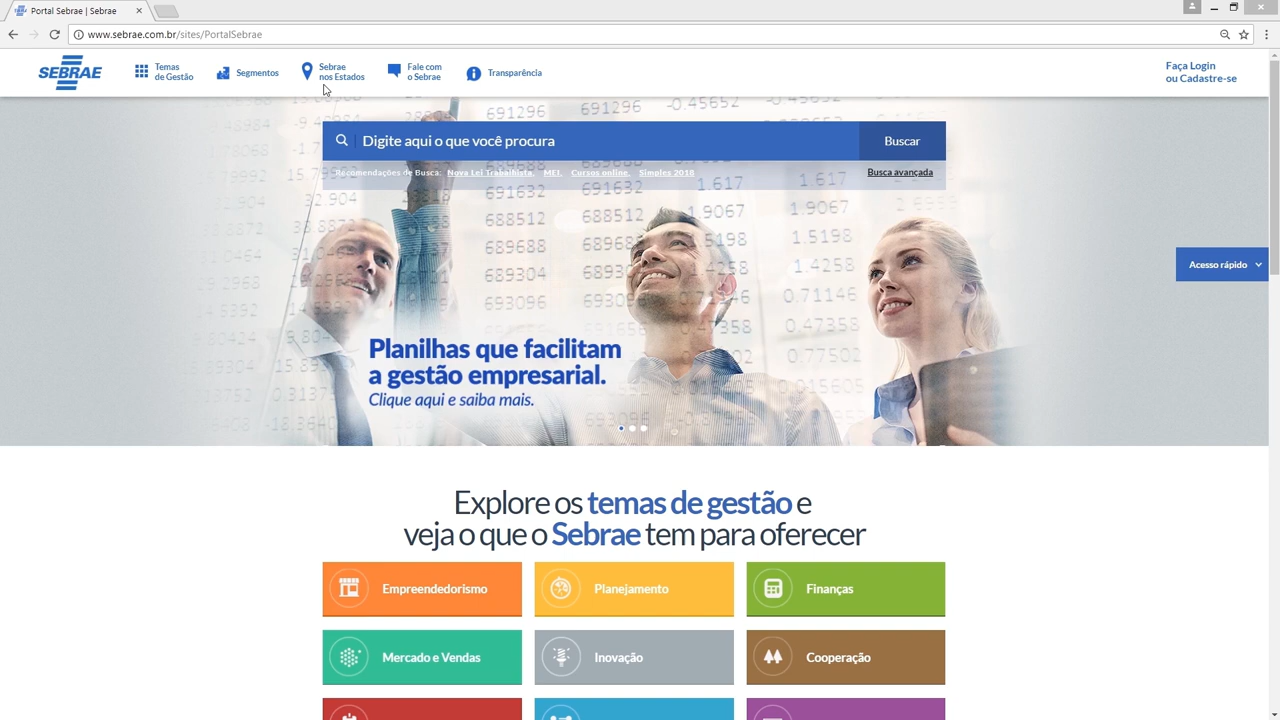 Portal Sebrae | Sebrae
www.sebrae.com.br/sites/PortalSebrae
SEBRAE
Temas
de Gestão
Segmentos
Sebrae
nos Estados
Fale com
o Sebrae
Transparência
Faça Login
ou Cadastre-se
Digite aqui o que você procura
Buscar
Recomendações de Busca: Nova Lei Trabalhista, MEI, Cursos online, Simples 2018
Busca avançada
Acesso rápido
Planilhas que facilitam
a gestão empresarial.
Clique aqui e saiba mais.
Explore os temas de gestão e
veja o que o Sebrae tem para oferecer
Empreendedorismo
Planejamento
Finanças
Mercado e Vendas
Inovação
Cooperação